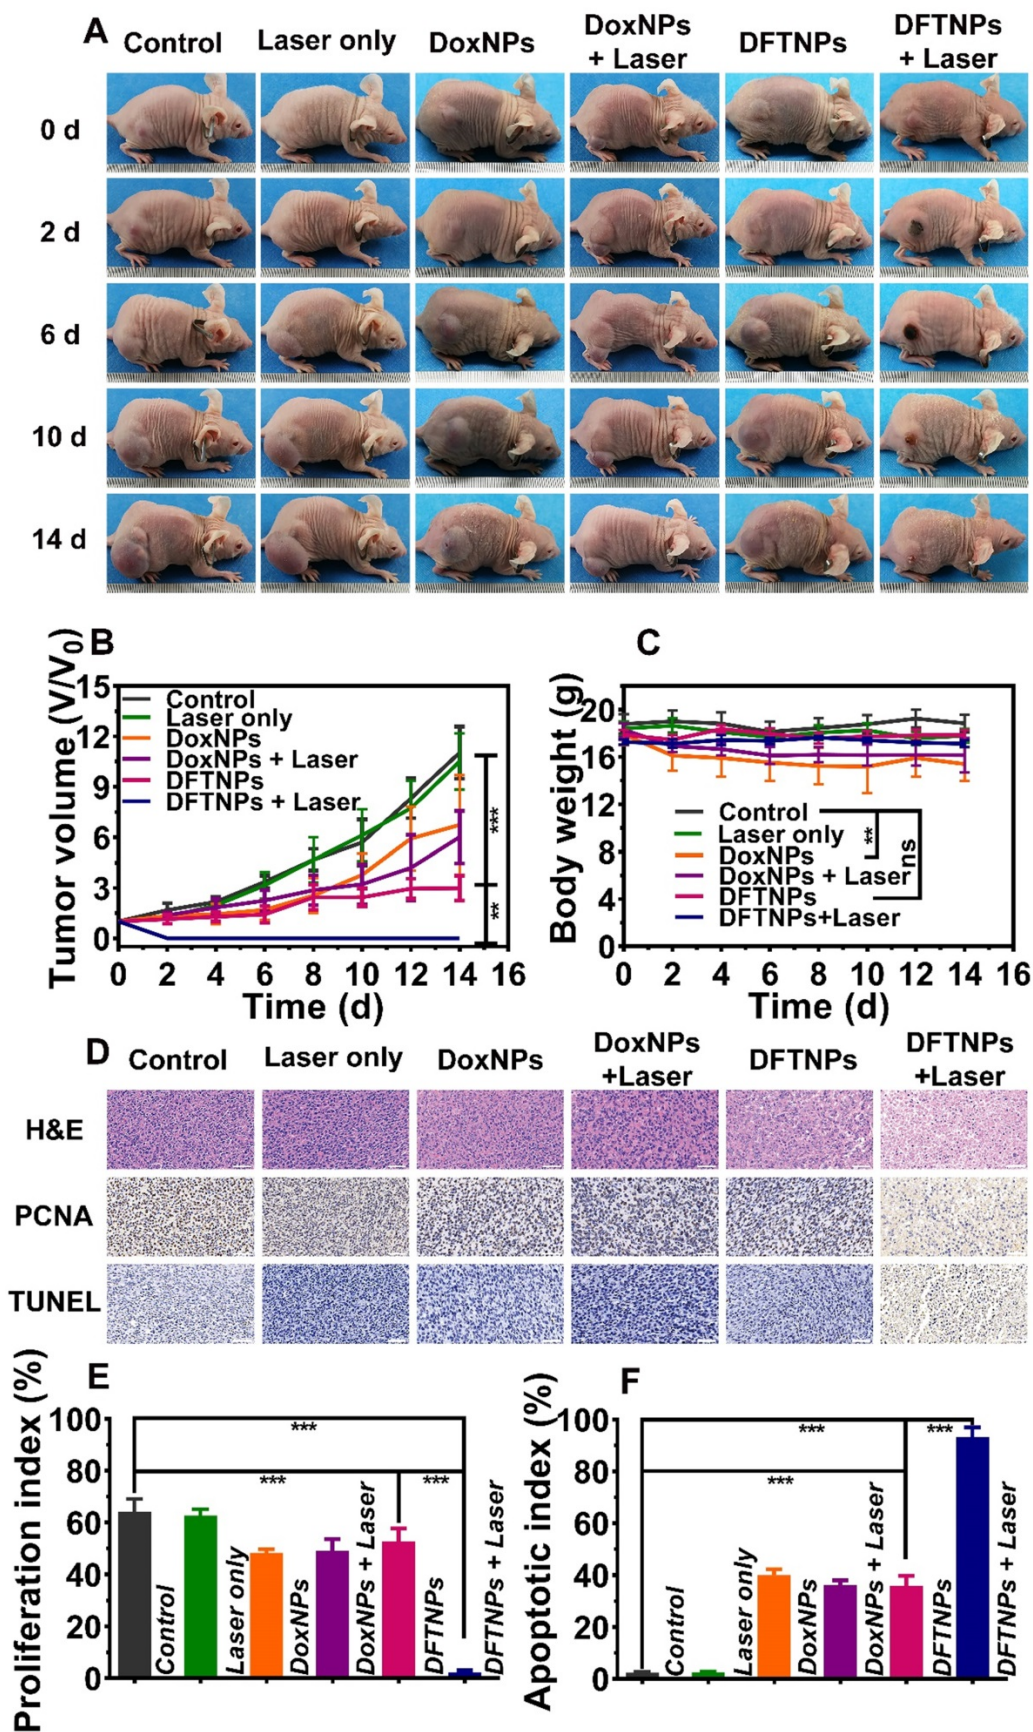 A
Control
Laser only
DoxNPs
DoxNPs
+ Laser
DFTNPs
DFTNPs
+ Laser
0 d
2 d
6 d
10 d
14 d
B
Tumor volume (V/V0)
15
12
9
6
3
0
Control
Laser only
DoxNPs
DoxNPs + Laser
DFTNPs
DFTNPs + Laser
***
**
0 2 4 6 8 10 12 14 16
Time (d)
C
Body weight (g)
20
16
12
8
4
0
Control
Laser only
DoxNPs
DoxNPs + Laser
DFTNPs
DFTNPs+Laser
**
ns
0 2 4 6 8 10 12 14 16
Time (d)
D
Control
Laser only
DoxNPs
DoxNPs
+Laser
DFTNPs
DFTNPs
+Laser
H&E
PCNA
TUNEL
E
Proliferation index (%)
100
80
60
40
20
0
***
***
***
Control
Laser only
DoxNPs
DoxNPs + Laser
DFTNPs
DFTNPs + Laser
F
Apoptotic index (%)
100
80
60
40
20
0
***
***
***
Control
Laser only
DoxNPs
DoxNPs + Laser
DFTNPs
DFTNPs + Laser